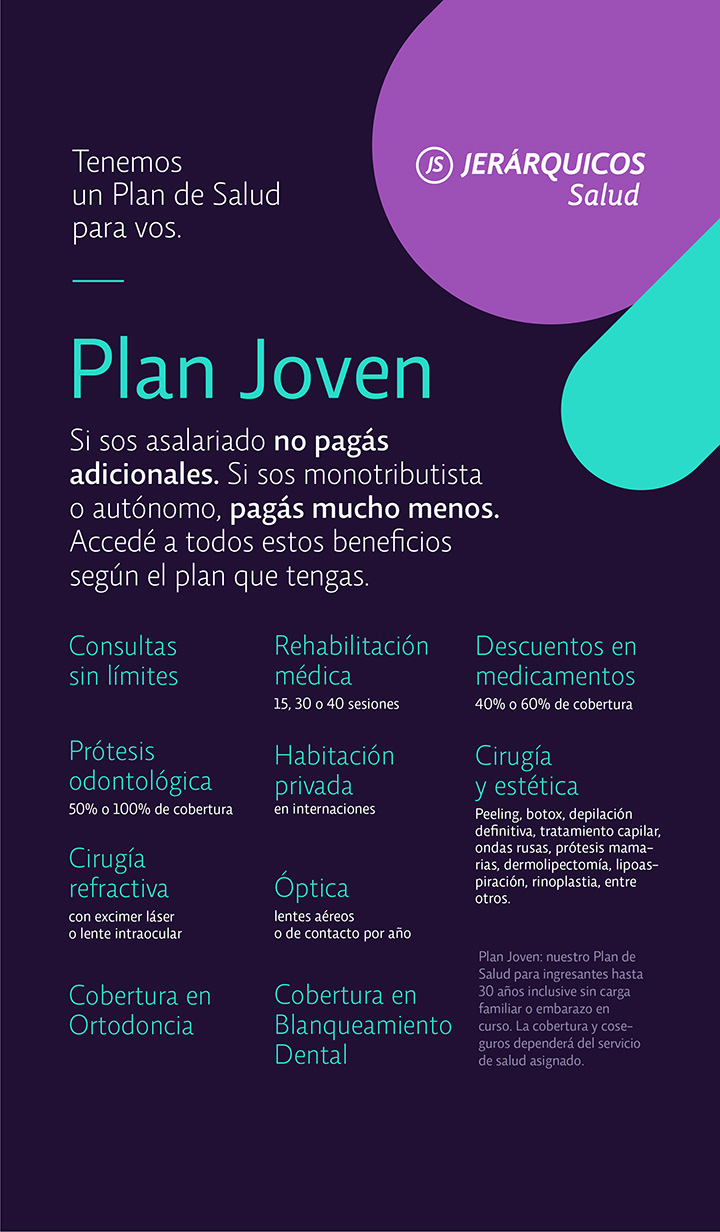 Tenemos
un Plan de Salud
para vos.
JS JERÁRQUICOS
Salud
Plan Joven
Si sos asalariado no pagás
adicionales. Si sos monotributista
o autónomo, pagás mucho menos.
Accedé a todos estos beneficios
según el plan que tengas.
Consultas
sin límites
Rehabilitación
médica
15, 30 o 40 sesiones
Descuentos en
medicamentos
40% o 60% de cobertura
Prótesis
odontológica
50% o 100% de cobertura
Habitación
privada
en internaciones
Cirugía
y estética
Peeling, botox, depilación
definitiva, tratamiento capilar,
ondas rusas, prótesis mama-
rias, dermolipectomía, lipoas-
piración, rinoplastia, entre
otros.
Cirugía
refractiva
con excimer láser
o lente intraocular
Óptica
lentes aéreos
o de contacto por año
Cobertura en
Ortodoncia
Cobertura en
Blanqueamiento
Dental
Plan Joven: nuestro Plan de
Salud para ingresantes hasta
30 años inclusive sin carga
familiar o embarazo en
curso. La cobertura y cose-
guros dependerá del servicio
de salud asignado.